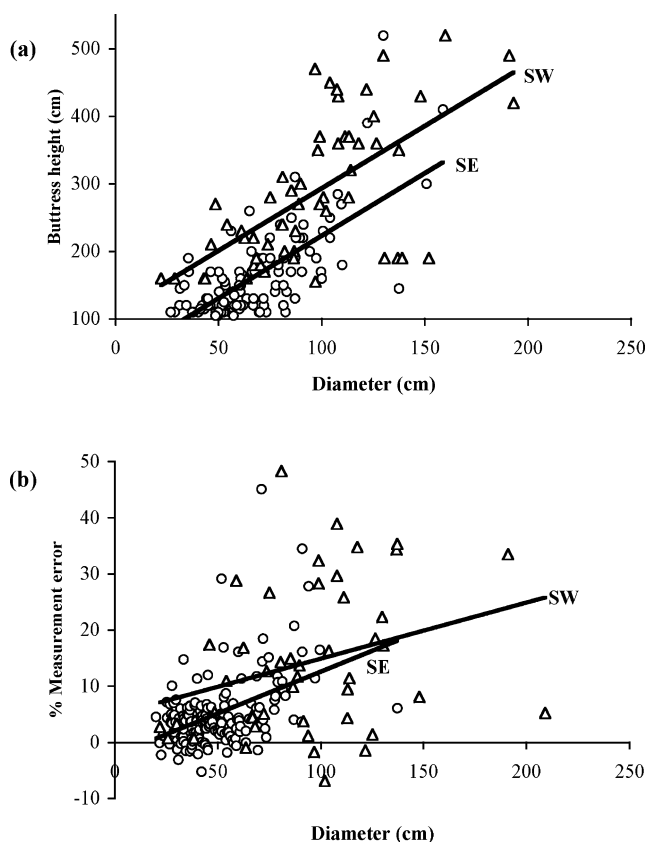 (a)
Buttress height (cm)
500
400
300
200
100
SW
SE
0
50
100
150
200
250
Diameter (cm)
(b)
% Measurement error
50
40
30
20
10
0
-10
SW
SE
0
50
100
150
200
250
Diameter (cm)